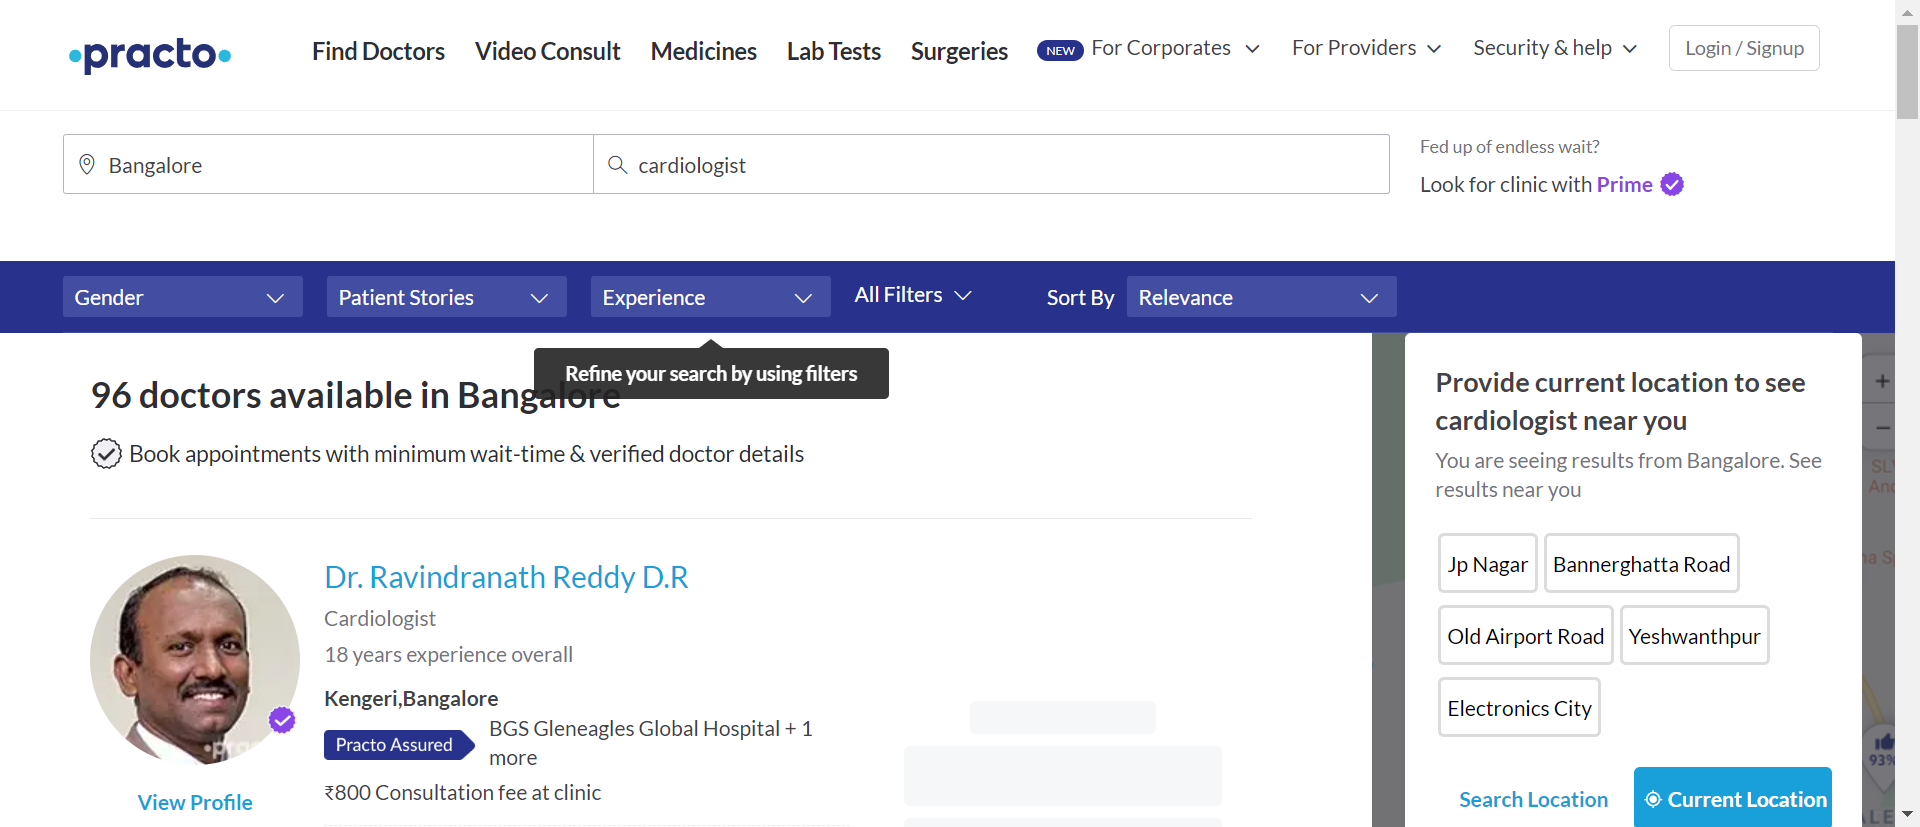 practo
Find Doctors
Video Consult
Medicines
Lab Tests
Surgeries
NEW
For Corporates
For Providers
Security & help
Login / Signup
Bangalore
cardiologist
Fed up of endless wait?
Look for clinic with Prime
Gender
Patient Stories
Experience
All Filters
Sort By
Relevance
Refine your search by using filters
96 doctors available in Bangalore
Book appointments with minimum wait-time & verified doctor details
Dr. Ravindranath Reddy D.R
Cardiologist
18 years experience overall
Kengeri,Bangalore
Practo Assured
BGS Gleneagles Global Hospital + 1
more
₹800 Consultation fee at clinic
View Profile
Provide current location to see
cardiologist near you
You are seeing results from Bangalore. See
results near you
Jp Nagar
Bannerghatta Road
Old Airport Road
Yeshwanthpur
Electronics City
Search Location
Current Location
+
−
93%